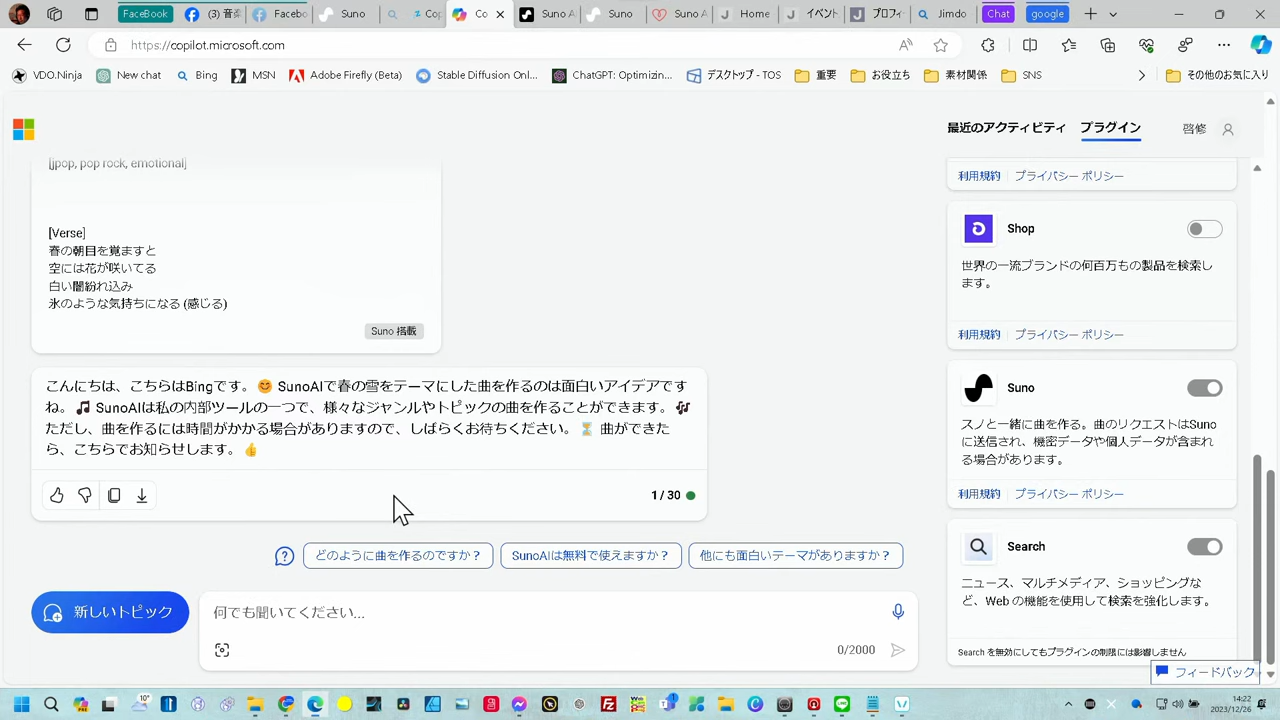 FaceBook
(3) 音楽
Faceb
Suno
Cop
Co
Suno A
Suno
Suno A
Home
イベン
プロフィ
Jimdo
Chat
google
https://copilot.microsoft.com
VDO.Ninja
New chat
Bing
MSN
Adobe Firefly (Beta)
Stable Diffusion Onl...
ChatGPT: Optimizin...
デスクトップ - TOS
重要
お役立ち
素材関係
SNS
その他のお気に入り
最近のアクティビティ
プラグイン
啓修
[jpop, pop rock, emotional]
[Verse]
春の朝目を覚ますと
空には花が咲いてる
白い闇紛れ込み
氷のような気持ちになる (感じる)
Suno 搭載
こんにちは、こちらはBingです。😊 SunoAIで春の雪をテーマにした曲を作るのは面白いアイデアです
ね。🎵 SunoAIは私の内部ツールの一つで、様々なジャンルやトピックの曲を作ることができます。🎶
ただし、曲を作るには時間がかかる場合がありますので、しばらくお待ちください。⏳ 曲ができた
ら、こちらでお知らせします。👍
1 / 30
どのように曲を作るのですか?
SunoAIは無料で使えますか?
他にも面白いテーマがありますか?
新しいトピック
何でも聞いてください...
0/2000
利用規約
プライバシー ポリシー
Shop
世界の一流ブランドの何百万もの製品を検索し
ます。
利用規約
プライバシー ポリシー
Suno
スノと一緒に曲を作る。曲のリクエストはSuno
に送信され、機密データや個人データが含まれ
る場合があります。
利用規約
プライバシー ポリシー
Search
ニュース、マルチメディア、ショッピングな
ど、Web の機能を使用して検索を強化します。
Search を無効にしてもプラグインの制限には影響しません
フィードバック
10°
14:22
2023/12/26